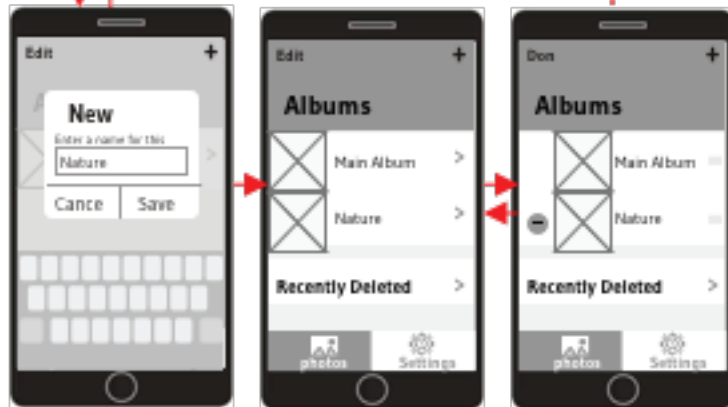 Edit +
New
Enter a name for this
Nature
Cance Save
Edit +
Albums
Main Album >
Nature >
Recently Deleted >
photos Settings
Don +
Albums
Main Album
Nature
Recently Deleted >
photos Settings